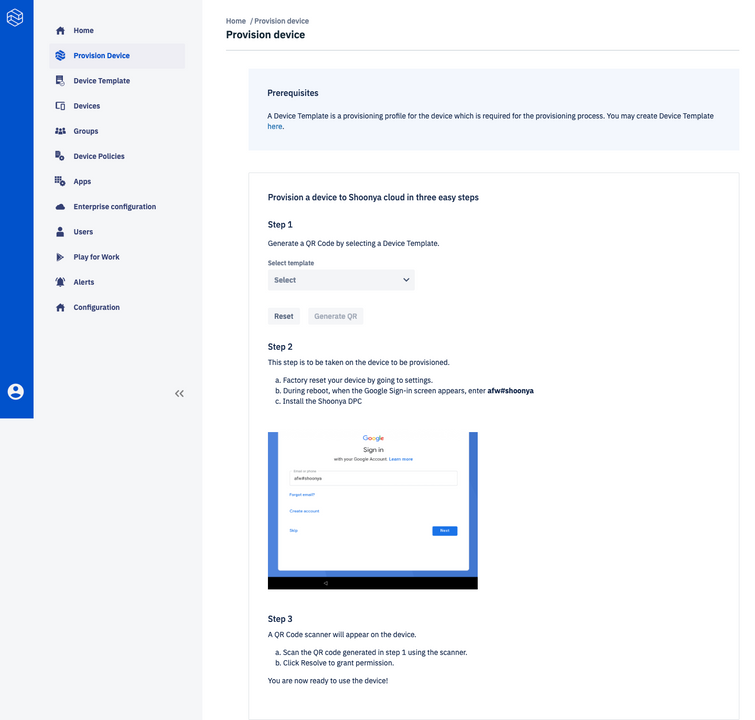 Home
Provision Device
Device Template
Devices
Groups
Device Policies
Apps
Enterprise configuration
Users
Play for Work
Alerts
Configuration
Home / Provision device
Provision device
Prerequisites
A Device Template is a provisioning profile for the device which is required for the provisioning process. You may create Device Template
here.
Provision a device to Shoonya cloud in three easy steps
Step 1
Generate a QR Code by selecting a Device Template.
Select template
Select
Reset Generate QR
Step 2
This step is to be taken on the device to be provisioned.
a. Factory reset your device by going to settings.
b. During reboot, when the Google Sign-in screen appears, enter afw#shoonya
c. Install the Shoonya DPC
Google
Sign in
with your Google Account. Learn more
Email or phone
afw#shoonya
Forgot email?
Create account
Skip Next
Step 3
A QR Code scanner will appear on the device.
a. Scan the QR code generated in step 1 using the scanner.
b. Click Resolve to grant permission.
You are now ready to use the device!